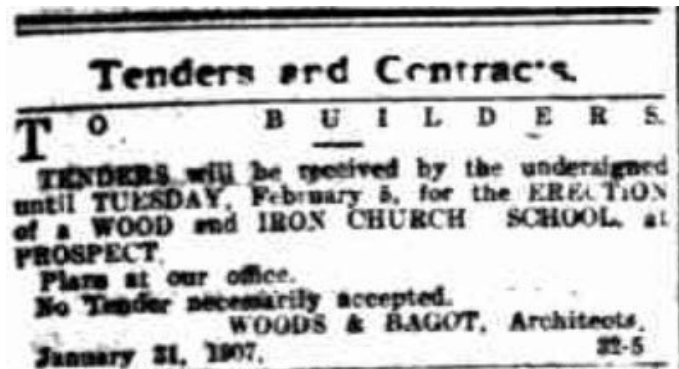 Tenders and Contracts.
TO BUILDERS.
TENDERS will be received by the undersigned
until TUESDAY, February 5, for the ERECTION
of a WOOD and IRON CHURCH SCHOOL, at
PROSPECT.
Plans at our office.
No Tender necessarily accepted.
WOODS & BAGOT, Architects.
January 31, 1907. 32-5